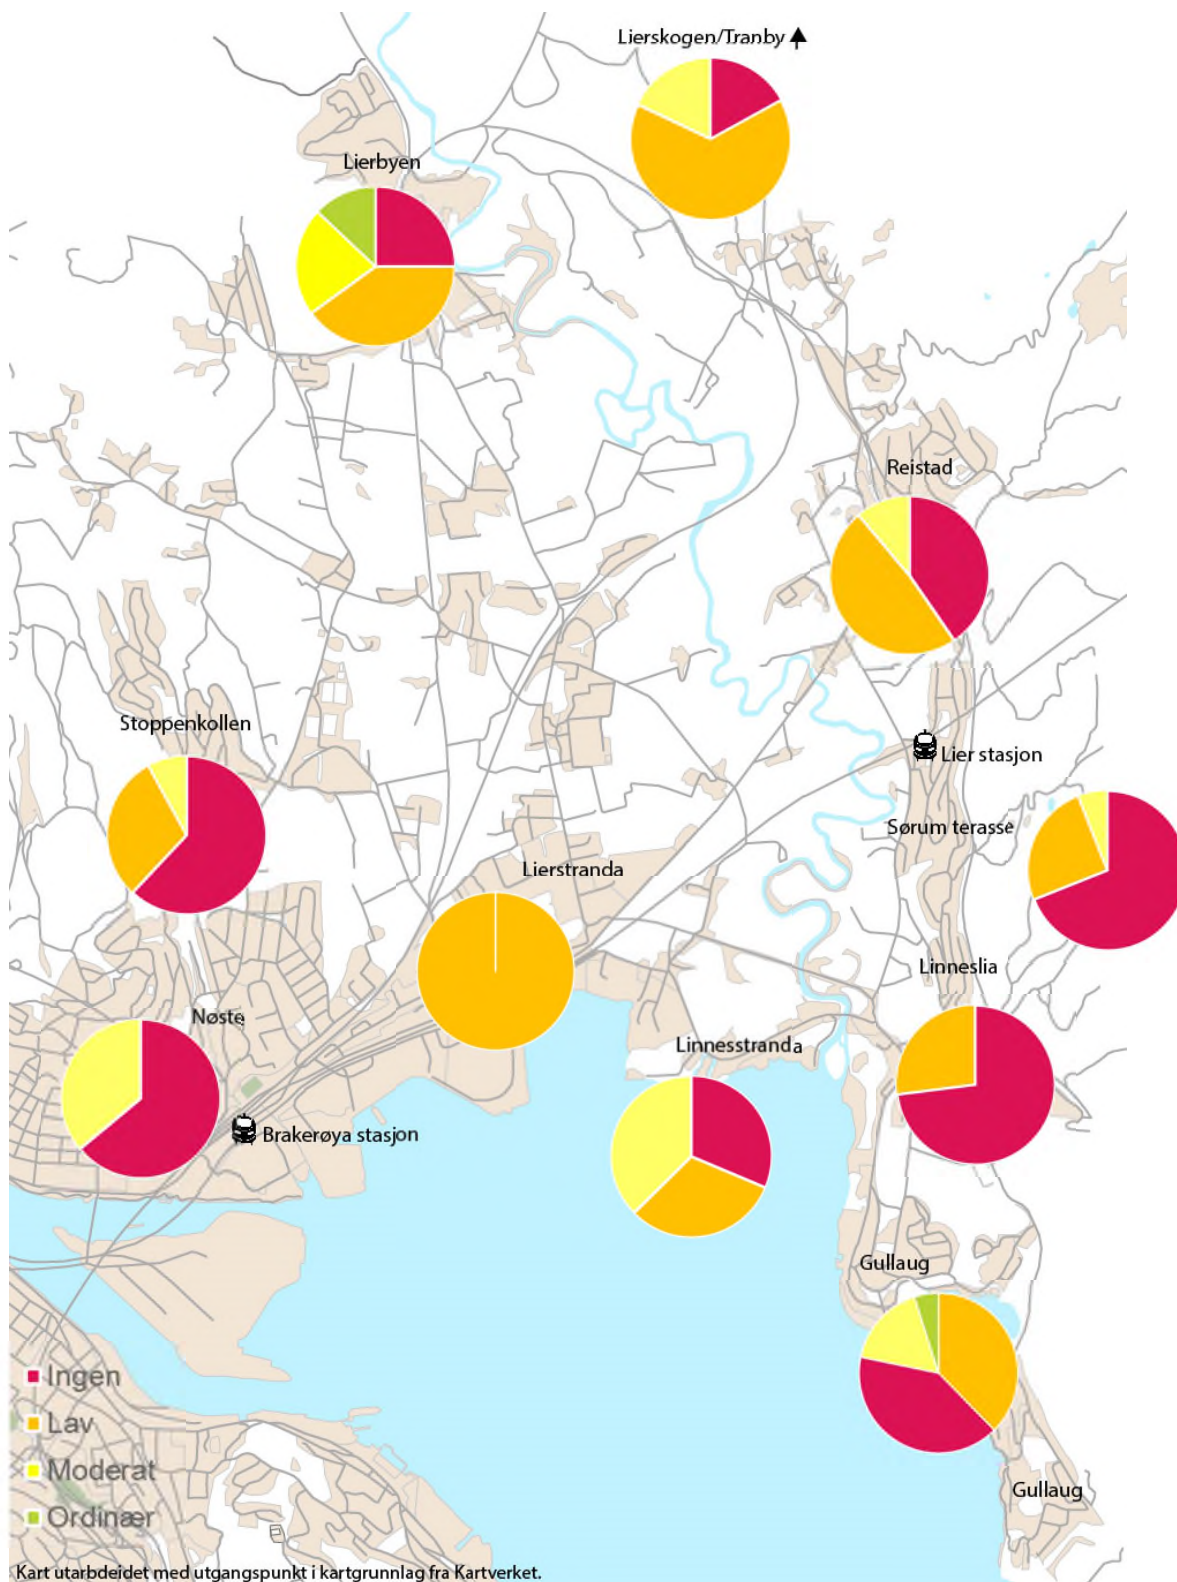 Lierskogen/Tranby
Lierbyen
Reistad
Stoppenkollen
Lier stasjon
Sørum terasse
Lierstranda
Linneslia
Nøste
Linnesstranda
Brakerøya stasjon
Gullaug
Ingen
Lav
Moderat
Gullaug
Ordinær
Kart utarbdeidet med utgangspunkt i kartgrunnlag fra Kartverket.